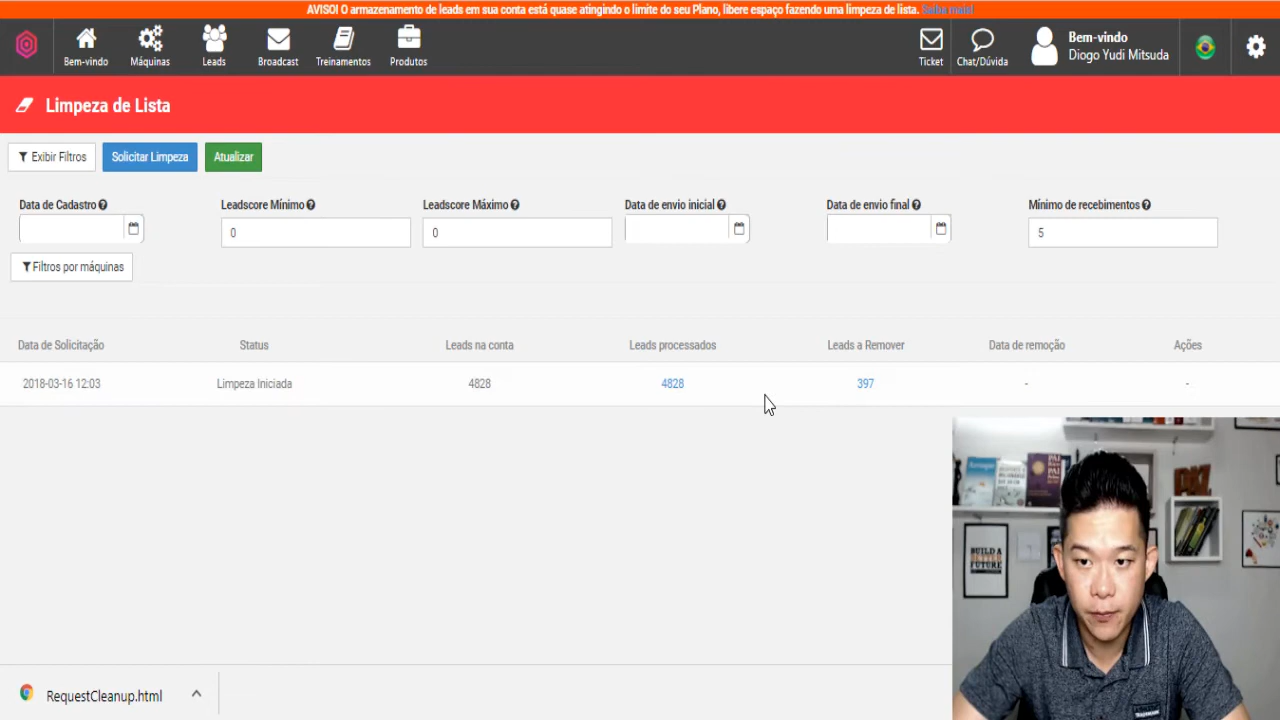 AVISO! O armazenamento de leads em sua conta está quase atingindo o limite do seu Plano, libere espaço fazendo uma limpeza de lista. Saiba mais!
Bem-vindo
Máquinas
Leads
Broadcast
Treinamentos
Produtos
Ticket
Chat/Dúvida
Bem-vindo
Diogo Yudi Mitsuda
Limpeza de Lista
Exibir Filtros
Solicitar Limpeza
Atualizar
Data de Cadastro
Leadscore Mínimo
Leadscore Máximo
Data de envio inicial
Data de envio final
Mínimo de recebimentos
0
0
5
Filtros por máquinas
Data de Solicitação Status Leads na conta Leads processados Leads a Remover Data de remoção Ações
2018-03-16 12:03 Limpeza Iniciada 4828 4828 397 - -
BUILD A
BETTER
FUTURE
PAZ
RequestCleanup.html